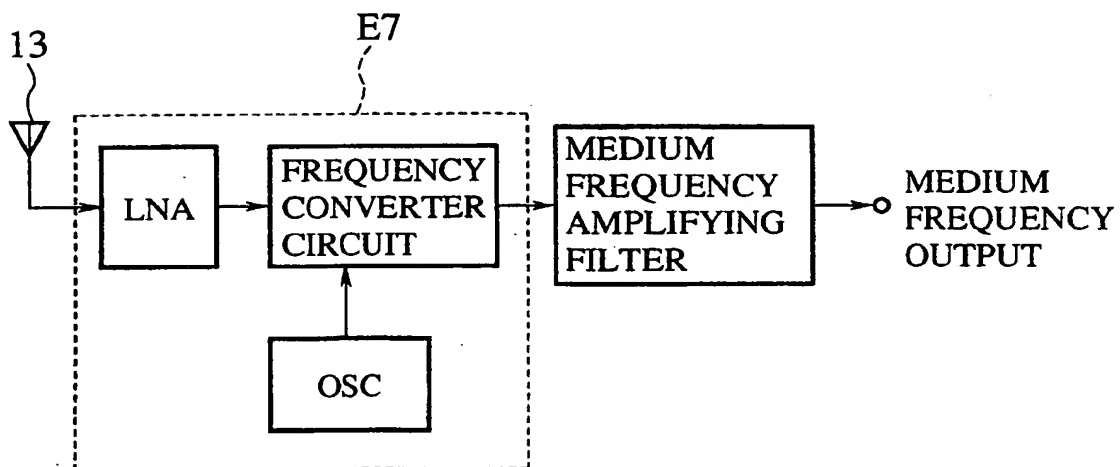 E7
13
LNA
FREQUENCY
CONVERTER
CIRCUIT
MEDIUM
FREQUENCY
AMPLIFYING
FILTER
MEDIUM
FREQUENCY
OUTPUT
OSC